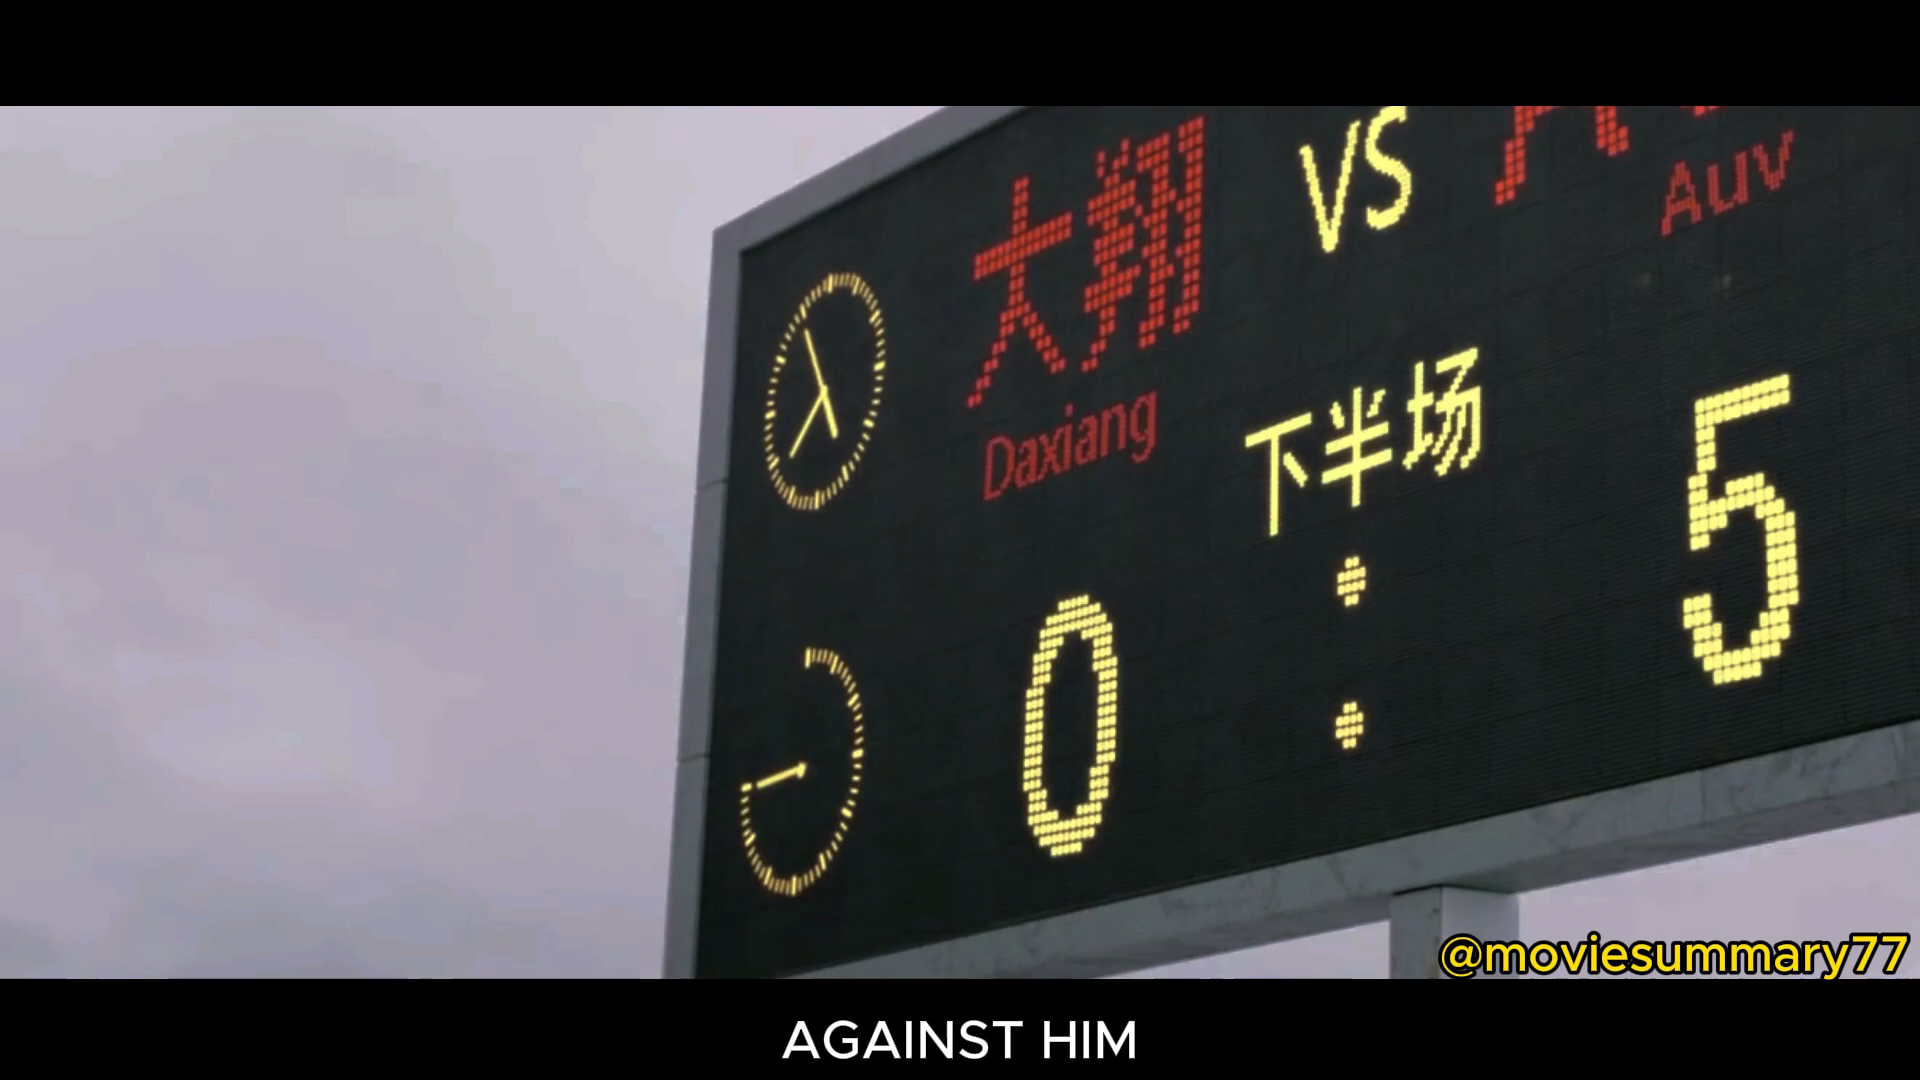 大翔 VS
Daxiang Auv
下半场
0 : 5
@moviesummary77
AGAINST HIM